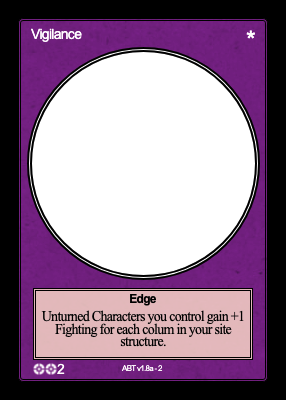 Vigilance *
Edge
Unturned Characters you control gain +1
Fighting for each colum in your site
structure.
2
ABT v1.8a - 2